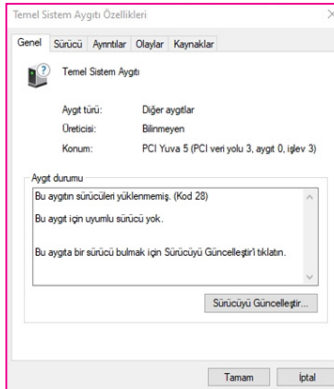 Temel Sistem Aygıtı Özellikleri
Genel Sürücü Ayrıntılar Olaylar Kaynaklar
Temel Sistem Aygıtı
Aygıt türü: Diğer aygıtlar
Üreticisi: Bilinmeyen
Konum: PCI Yuva 5 (PCI veri yolu 3, aygıt 0, işlev 3)
Aygıt durumu
Bu aygıtın sürücüleri yüklenmemiş. (Kod 28)
Bu aygıt için uyumlu sürücü yok.
Bu aygıta bir sürücü bulmak için Sürücüyü Güncelleştir'i tıklatın.
Sürücüyü Güncelleştir...
Tamam İptal